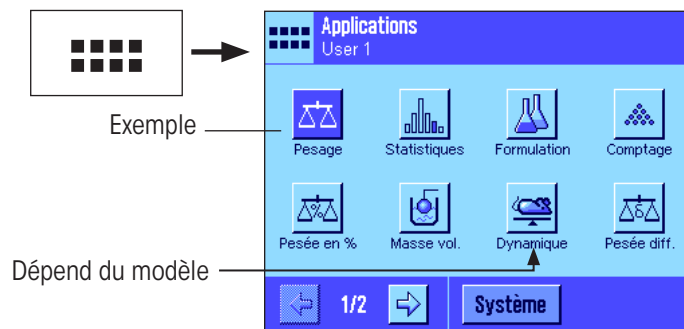 Applications
User 1
Exemple
Pesage
Statistiques
Formulation
Comptage
Pesée en %
Masse vol.
Dynamique
Pesée diff.
Dépend du modèle
1/2
Système